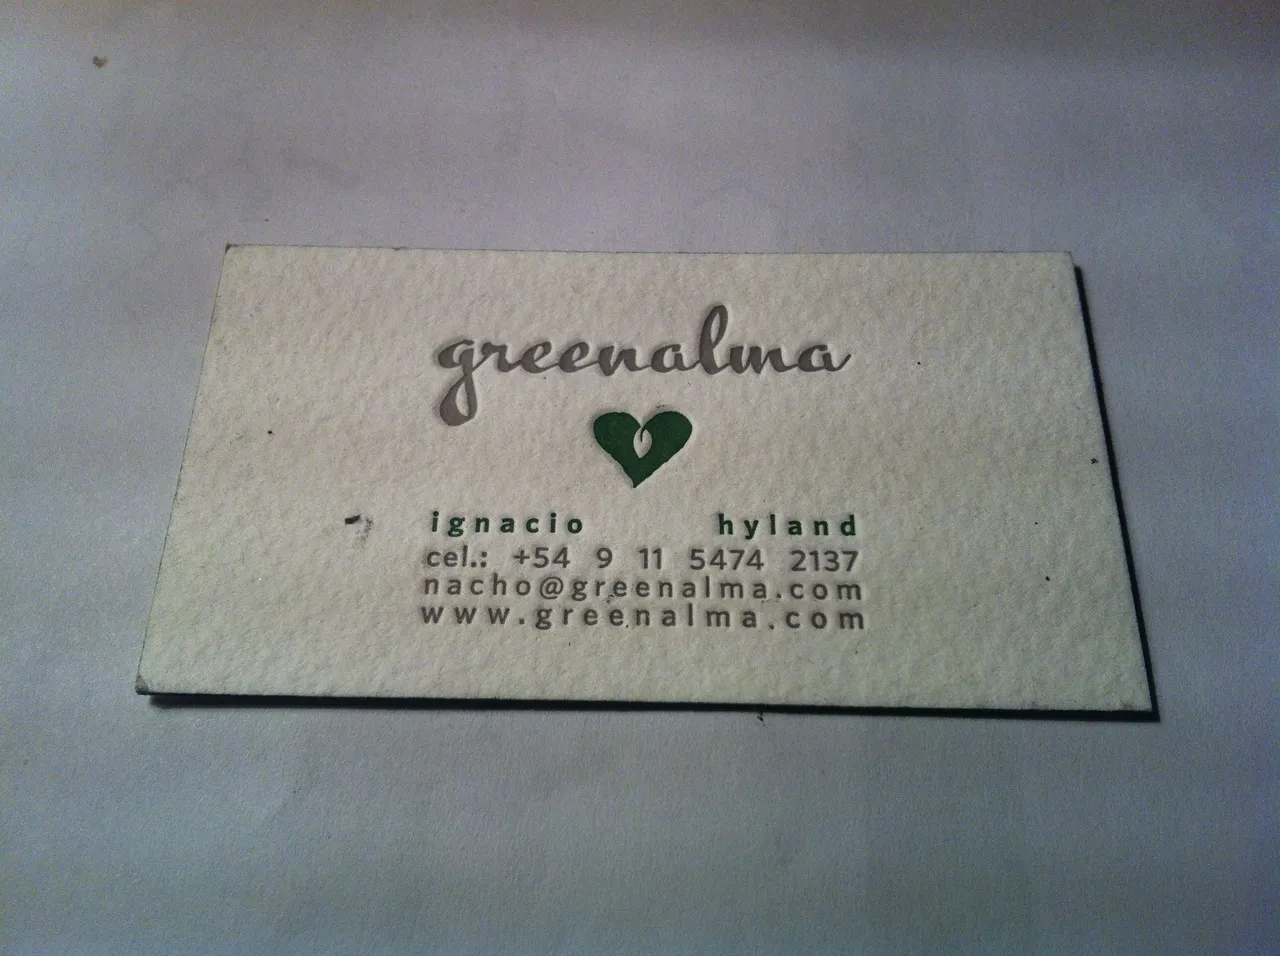 greenalma
ignacio hyland
cel.: +54 9 11 5474 2137
nacho@greenalma.com
www.greenalma.com